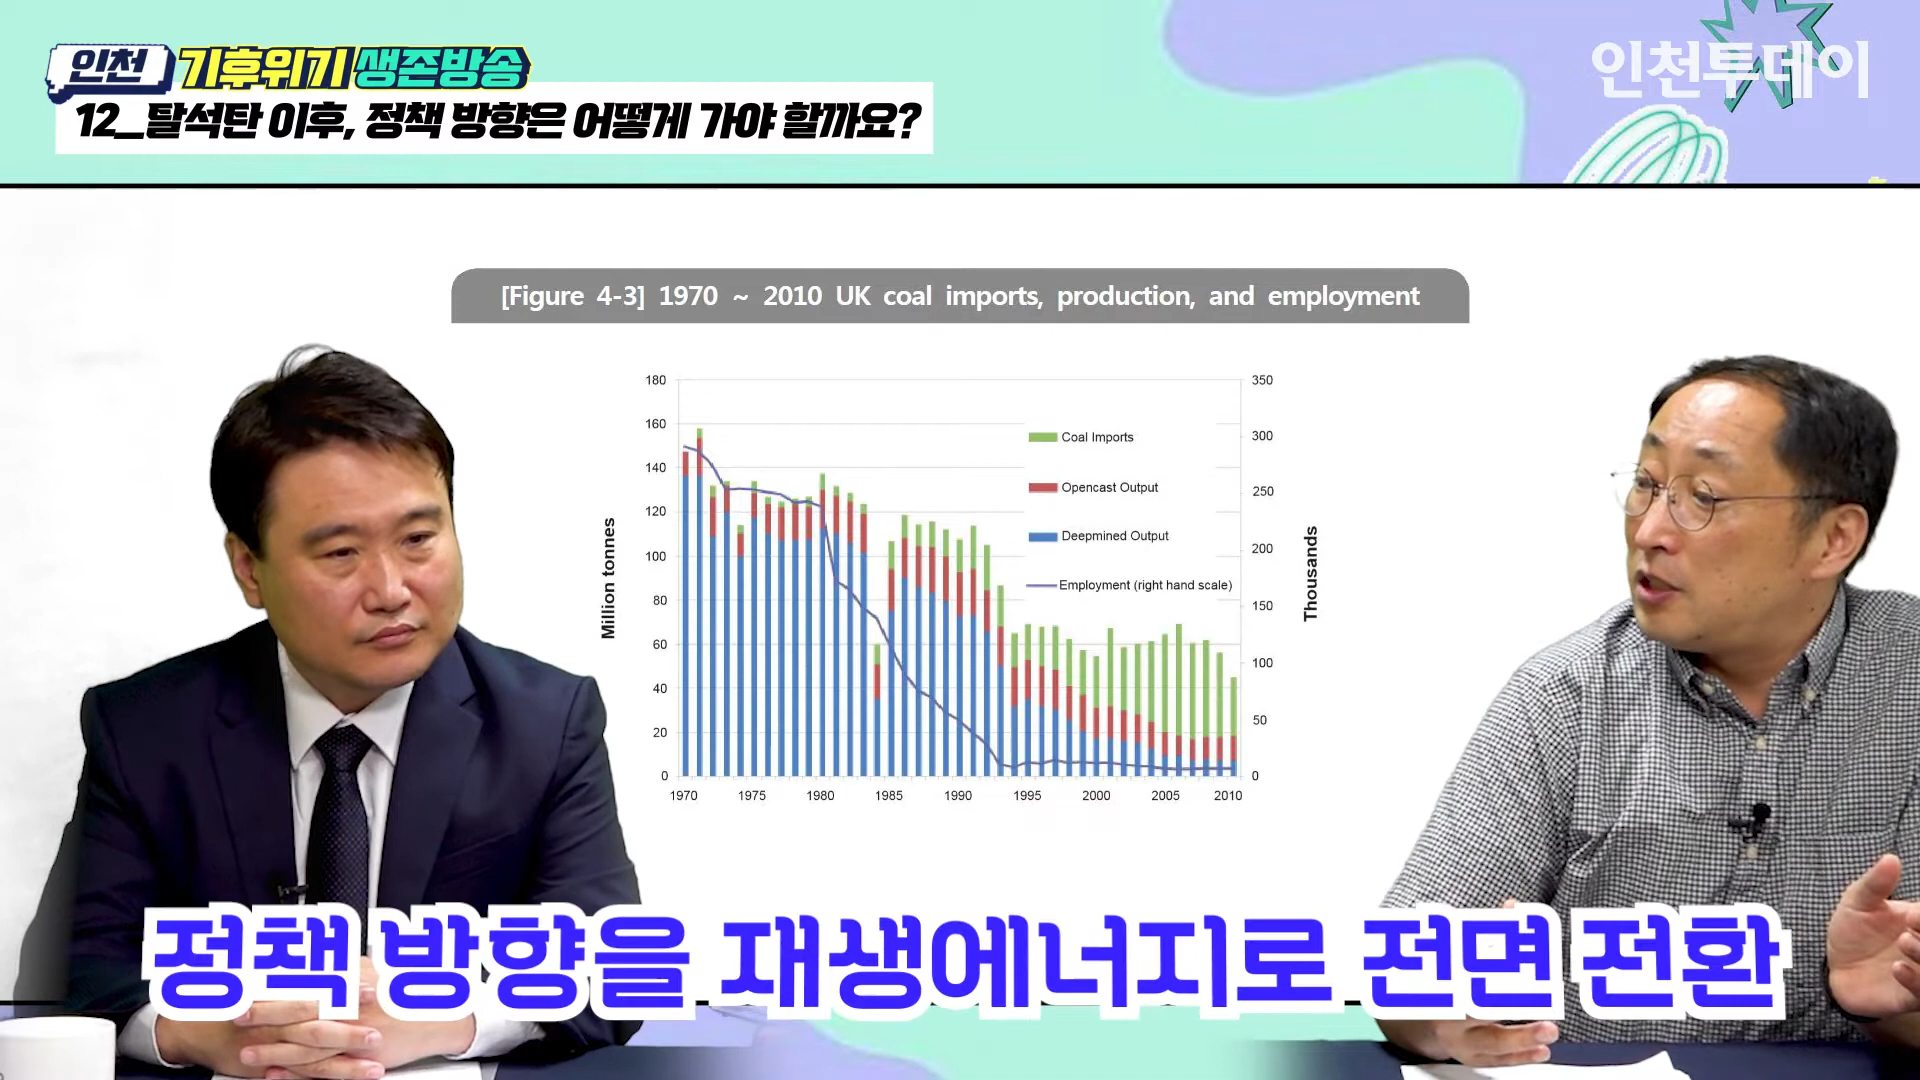 인천 기후위기 생존방송
인천투데이
12_탈석탄 이후, 정책 방향은 어떻게 가야 할까요?
[Figure 4-3] 1970 ~ 2010 UK coal imports, production, and employment
180
160
140
120
100
80
60
40
20
0
Million tonnes
350
300
250
200
150
100
50
0
Thousands
Coal Imports
Opencast Output
Deepmined Output
Employment (right hand scale)
1970 1975 1980 1985 1990 1995 2000 2005 2010
정책 방향을 재생에너지로 전면 전환